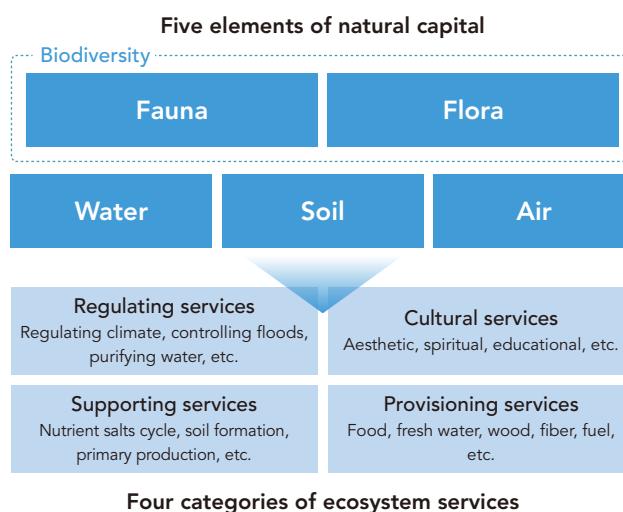 Five elements of natural capital
Biodiversity
Fauna
Flora
Water
Soil
Air
Regulating services
Regulating climate, controlling floods,
purifying water, etc.
Cultural services
Aesthetic, spiritual, educational, etc.
Supporting services
Nutrient salts cycle, soil formation,
primary production, etc.
Provisioning services
Food, fresh water, wood, fiber, fuel,
etc.
Four categories of ecosystem services